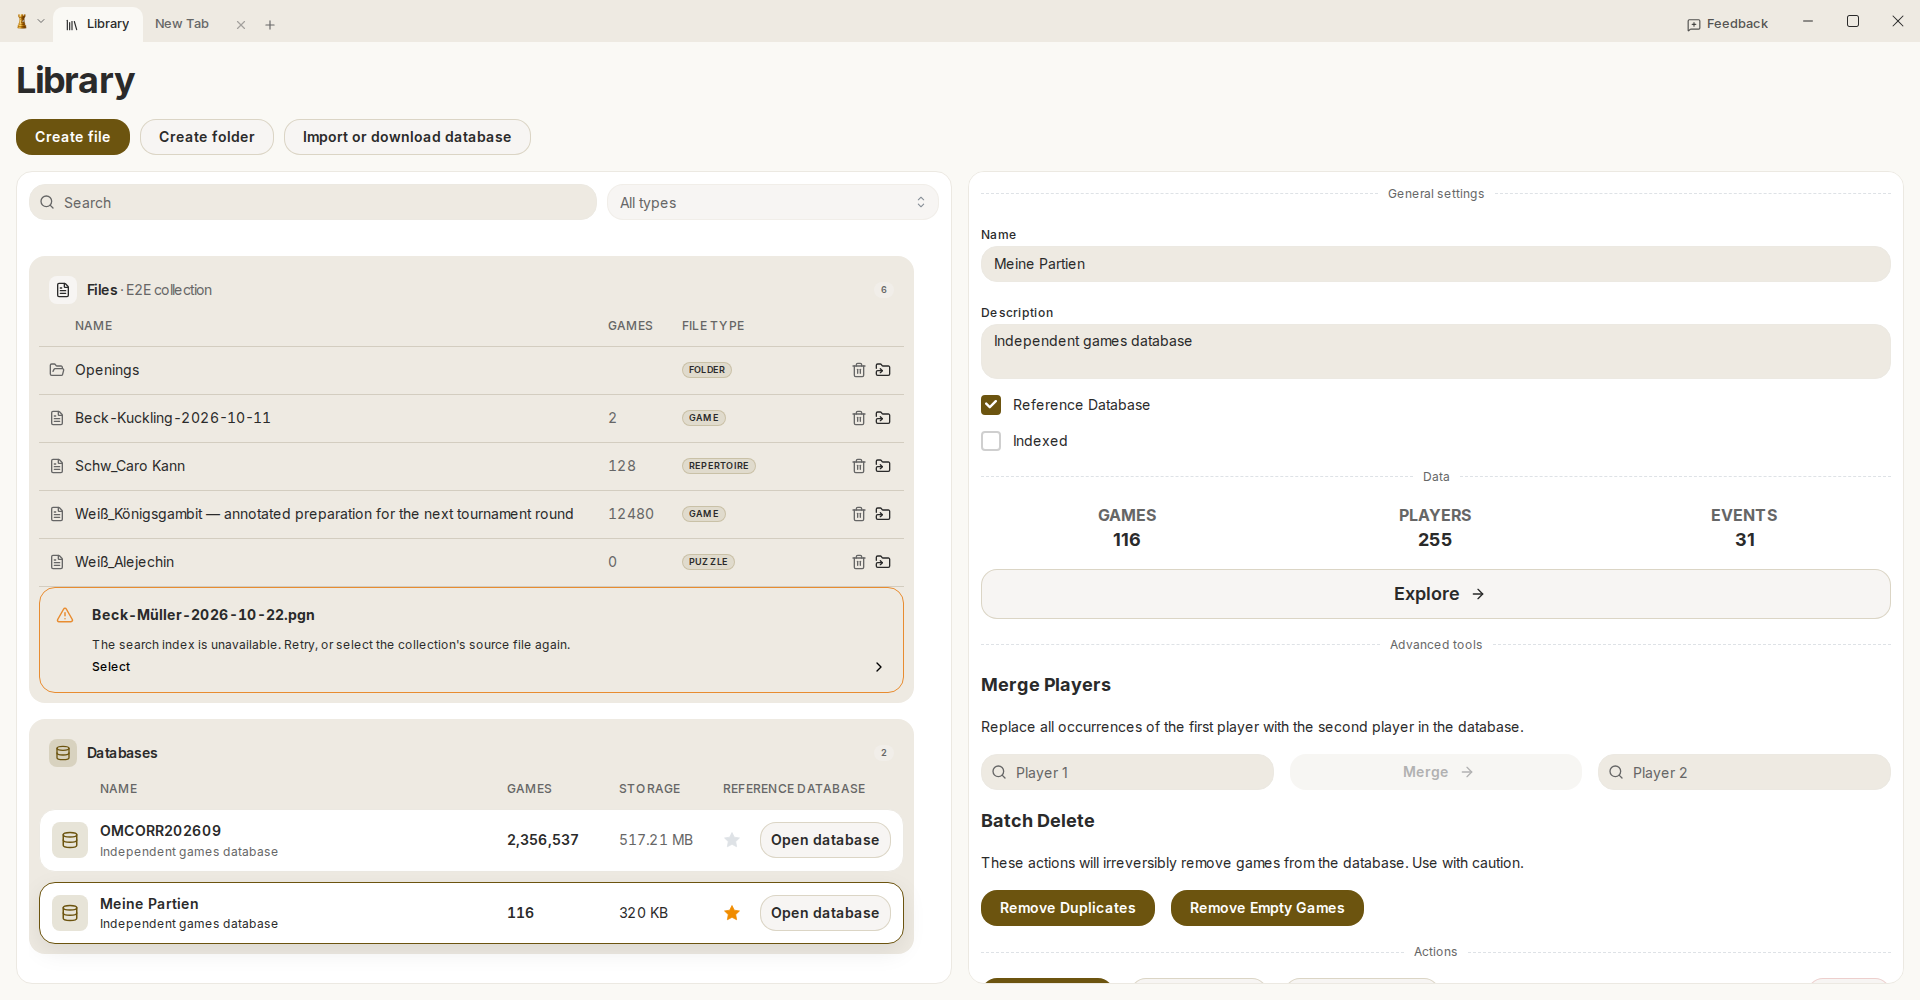 Library
New Tab
Feedback
Library
Create file
Create folder
Import or download database
Search
All types
Files · E2E collection
6
NAME GAMES FILE TYPE
Openings FOLDER
Beck-Kuckling-2026-10-11 2 GAME
Schw_Caro Kann 128 REPERTOIRE
Weiß_Königsgambit — annotated preparation for the next tournament round 12480 GAME
Weiß_Alejechin 0 PUZZLE
Beck-Müller-2026-10-22.pgn
The search index is unavailable. Retry, or select the collection's source file again.
Select
Databases
2
NAME GAMES STORAGE REFERENCE DATABASE
OMCORR202609
Independent games database
2,356,537 517.21 MB Open database
Meine Partien
Independent games database
116 320 KB Open database
General settings
Name
Meine Partien
Description
Independent games database
Reference Database
Indexed
Data
GAMES PLAYERS EVENTS
116 255 31
Explore
Advanced tools
Merge Players
Replace all occurrences of the first player with the second player in the database.
Player 1 Merge Player 2
Batch Delete
These actions will irreversibly remove games from the database. Use with caution.
Remove Duplicates Remove Empty Games
Actions